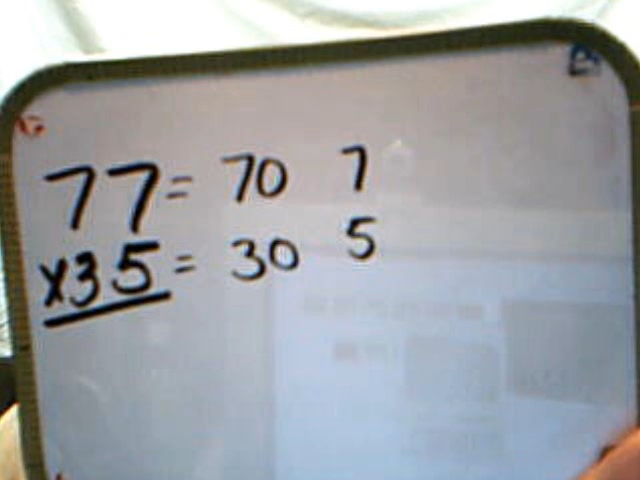 77 = 70 7
x35 = 30 5